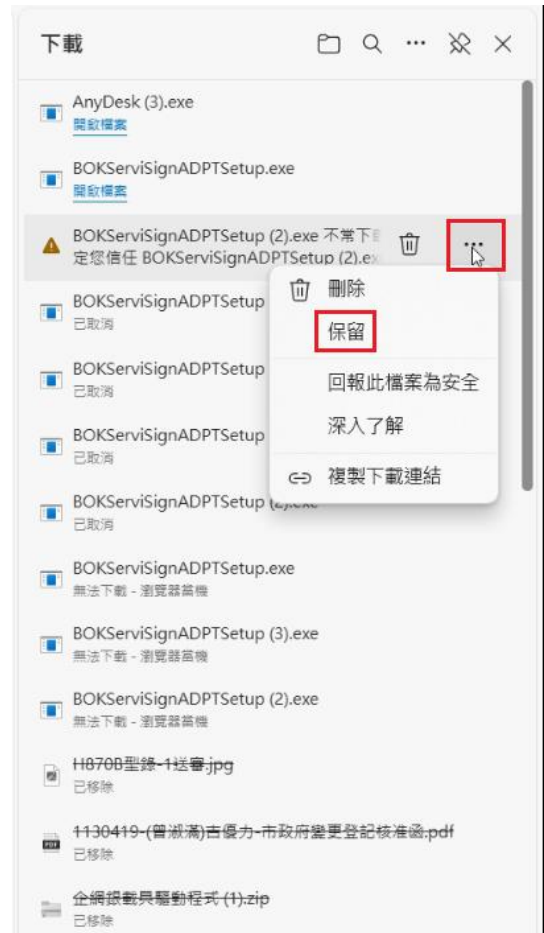 下載
AnyDesk (3).exe
開啟檔案
BOKServiSignADPTSetup.exe
開啟檔案
BOKServiSignADPTSetup (2).exe 不常下
定您信任 BOKServiSignADPTSetup (2).ex
刪除
BOKServiSignADPTSetup
已取消
保留
BOKServiSignADPTSetup
已取消
回報此檔案為安全
BOKServiSignADPTSetup
已取消
深入了解
複製下載連結
BOKServiSignADPTSetup (2).exe
已取消
BOKServiSignADPTSetup.exe
無法下載 - 瀏覽器當機
BOKServiSignADPTSetup (3).exe
無法下載 - 瀏覽器當機
BOKServiSignADPTSetup (2).exe
無法下載 - 瀏覽器當機
H870B型錄-1送審.jpg
已移除
1130419-(曾淑滿)吉優力-市政府變更登記核准函.pdf
已移除
企網銀載具驅動程式 (1).zip
已移除